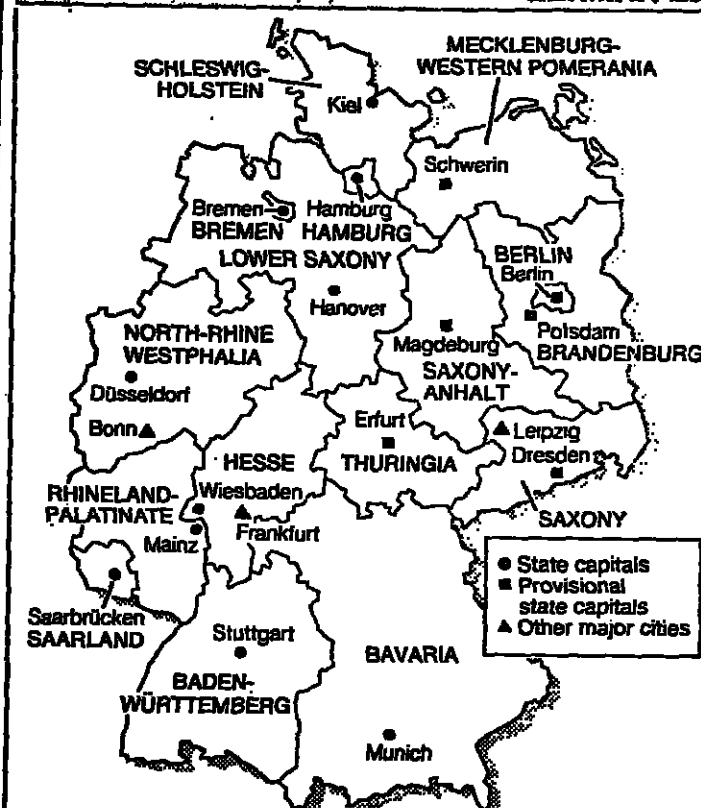 SCHLESWIG-
HOLSTEIN
MECKLENBURG-
WESTERN POMERANIA
Kiel
Schwerin
Bremen
BREMEN
Hamburg
HAMBURG
LOWER SAXONY
Hanover
BERLIN
Berlin
Potsdam
BRANDENBURG
Magdeburg
SAXONY-
ANHALT
NORTH-RHINE
WESTPHALIA
Düsseldorf
Bonn
HESSE
Wiesbaden
Frankfurt
Erfurt
THURINGIA
Leipzig
Dresden
SAXONY
RHINELAND-
PALATINATE
Mainz
Saarbrücken
SAARLAND
Stuttgart
BADEN-
WÜRTTEMBERG
BAVARIA
Munich
State capitals
Provisional
state capitals
Other major cities